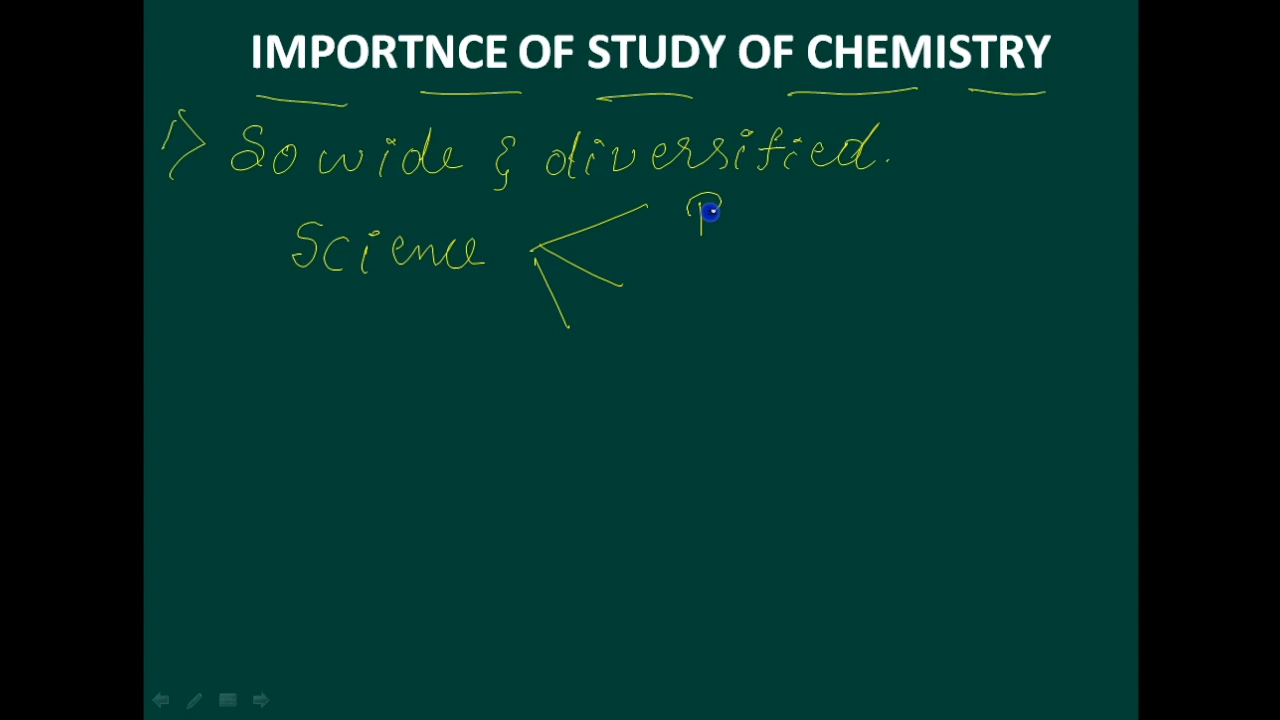 IMPORTNCE OF STUDY OF CHEMISTRY
1> So wide & diversified.
Science P